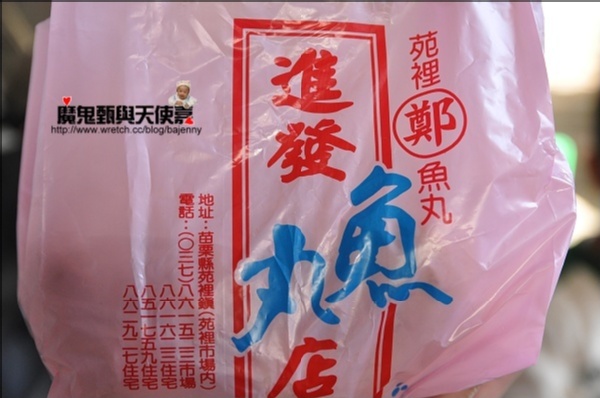 魔鬼甄與天使嘉
http://www.wretch.cc/blog/bajenny
苑裡鄭魚丸
進發魚丸店
地址:苗栗縣苑裡鎮(苑裡市場內)
電話:(〇三七)八六一五二三市場
八六一六三住宅
八五一七五九住宅
八六二九二七住宅